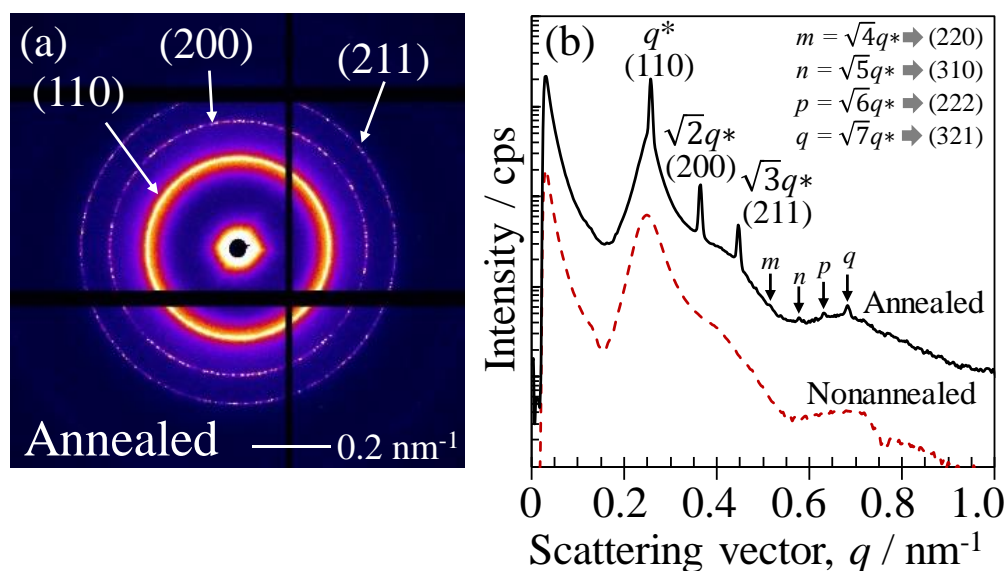 (a)
(200)
(211)
(110)
Annealed
0.2 nm⁻¹
(b)
q*
(110)
√2q*
(200)
√3q*
(211)
m = √4q* ➡ (220)
n = √5q* ➡ (310)
p = √6q* ➡ (222)
q = √7q* ➡ (321)
m
n
p
q
Annealed
Nonannealed
Intensity / cps
0
0.2
0.4
0.6
0.8
1.0
Scattering vector, q / nm⁻¹